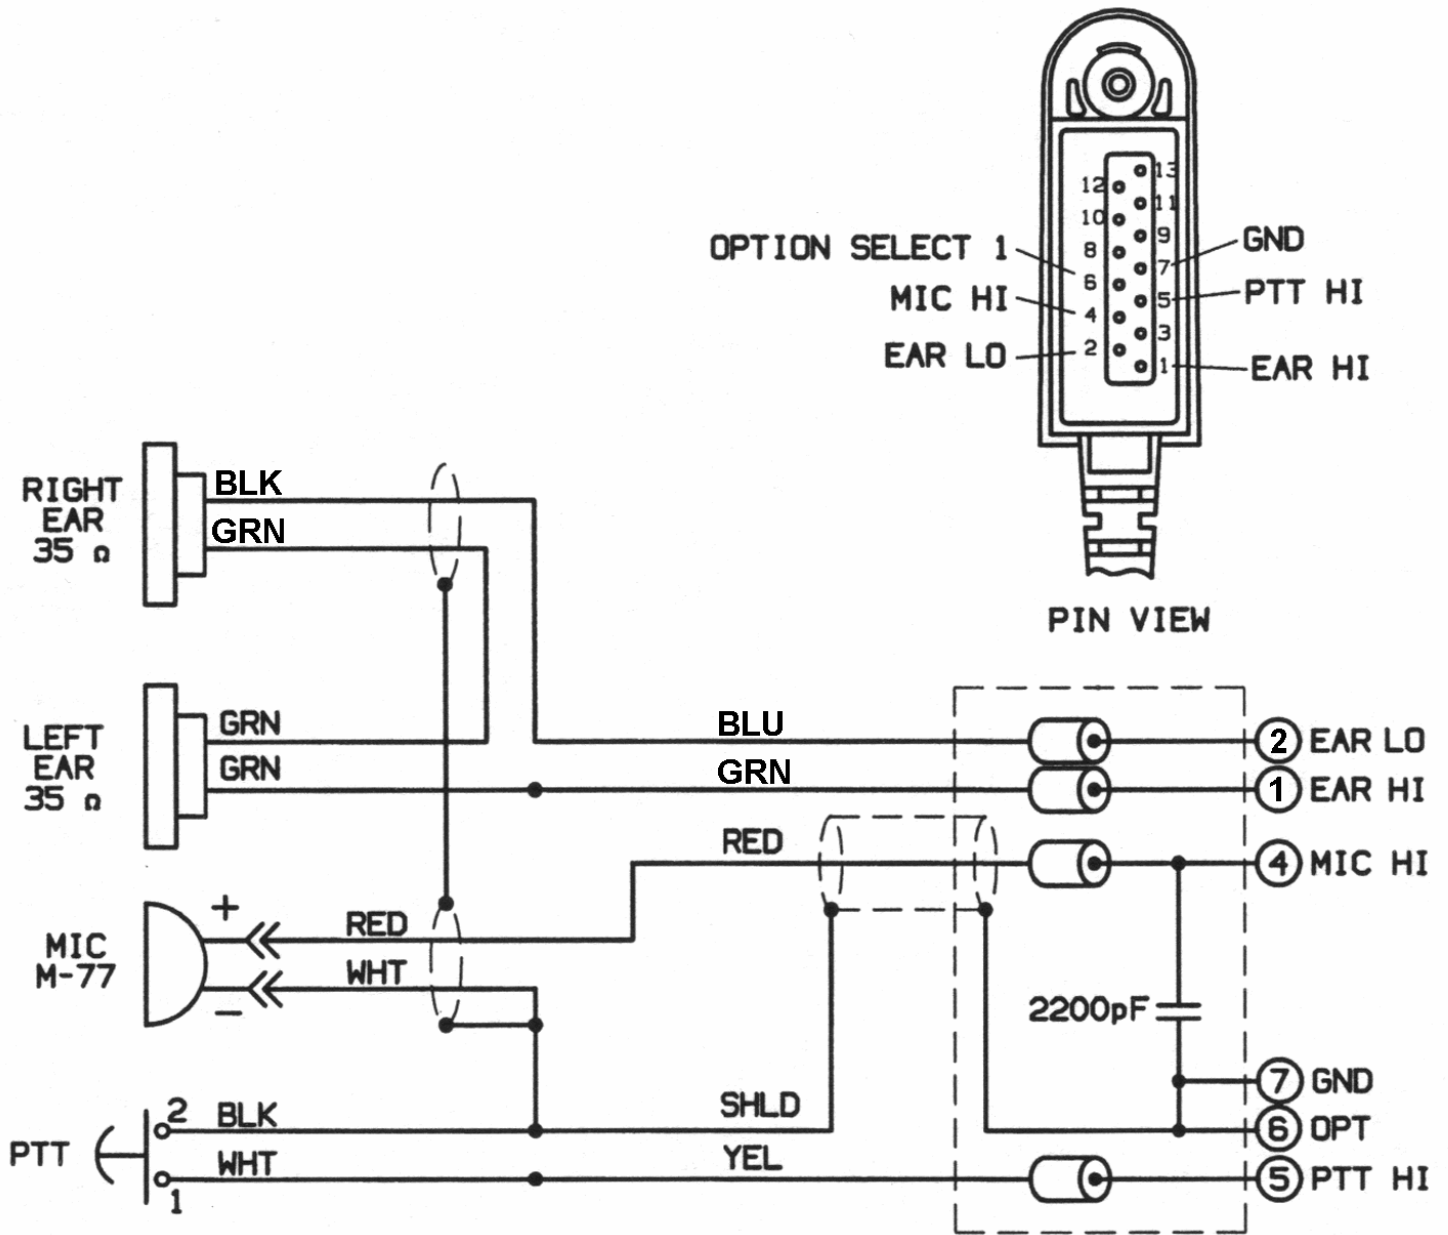 13
12
11
10
9
8
7
6
5
4
3
2
1
OPTION SELECT 1
MIC HI
EAR LO
GND
PTT HI
EAR HI
PIN VIEW
RIGHT
EAR
35 Ω
BLK
GRN
LEFT
EAR
35 Ω
GRN
GRN
BLU
GRN
2 EAR LO
1 EAR HI
RED
4 MIC HI
MIC
M-77
+
−
RED
WHT
2200pF
7 GND
6 OPT
5 PTT HI
PTT
2
1
BLK
WHT
SHLD
YEL